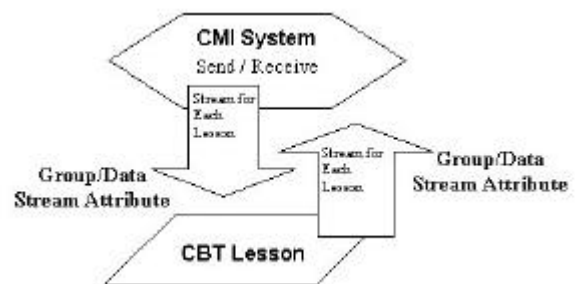 CMI System
Send / Receive
Stream for
Each
Lesson
Group/Data
Stream Attribute
Stream for
Each
Lesson
Group/Data
Stream Attribute
CBT Lesson